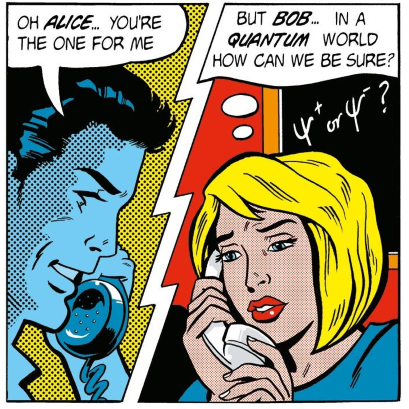 OH ALICE... YOU'RE
THE ONE FOR ME
BUT BOB... IN A
QUANTUM WORLD
HOW CAN WE BE SURE?
Ψ⁺ or Ψ⁻ ?